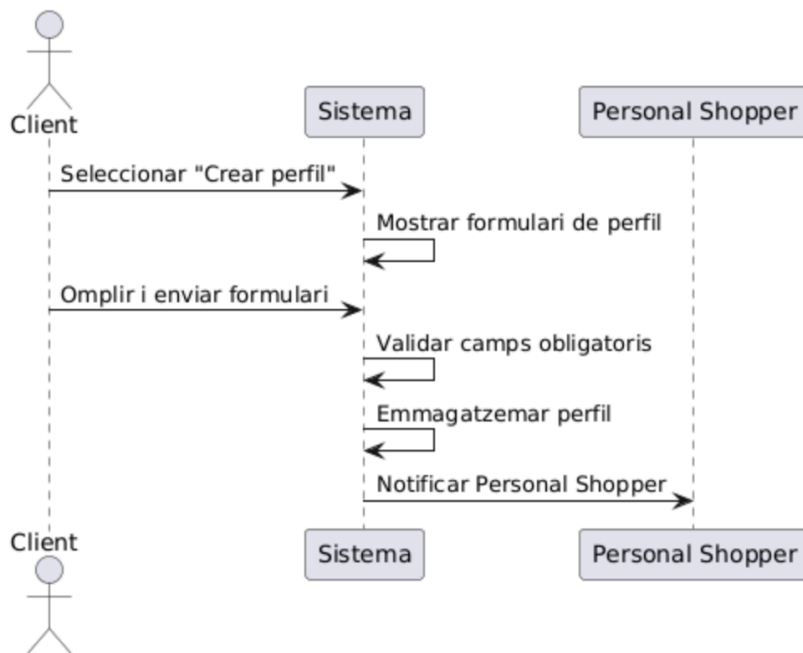 Client
Sistema
Personal Shopper
Seleccionar "Crear perfil"
Mostrar formulari de perfil
Omplir i enviar formulari
Validar camps obligatoris
Emmagatzemar perfil
Notificar Personal Shopper
Client
Sistema
Personal Shopper